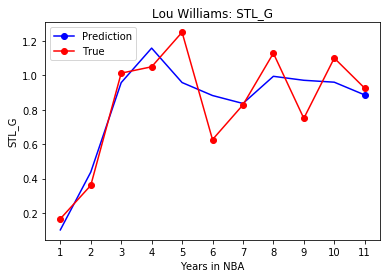 Lou Williams: STL_G
Prediction
True
1.2
1.0
0.8
0.6
0.4
0.2
STL_G
1 2 3 4 5 6 7 8 9 10 11
Years in NBA